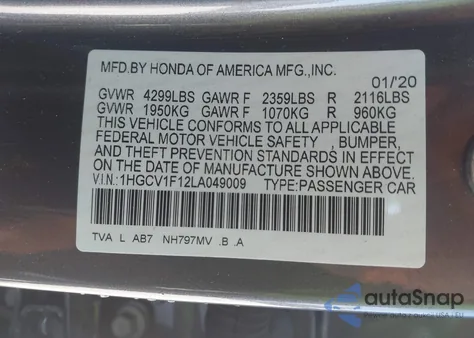 MFD.BY HONDA OF AMERICA MFG.,INC.
01/'20
GVWR 4299LBS GAWR F 2359LBS R 2116LBS
GVWR 1950KG GAWR F 1070KG R 960KG
THIS VEHICLE CONFORMS TO ALL APPLICABLE
FEDERAL MOTOR VEHICLE SAFETY , BUMPER,
AND THEFT PREVENTION STANDARDS IN EFFECT
ON THE DATE OF MANUFACTURE SHOWN ABOVE.
V.I.N.:1HGCV1F12LA049009 TYPE:PASSENGER CAR
TVA L AB7 NH797MV .B .A
autaSnap